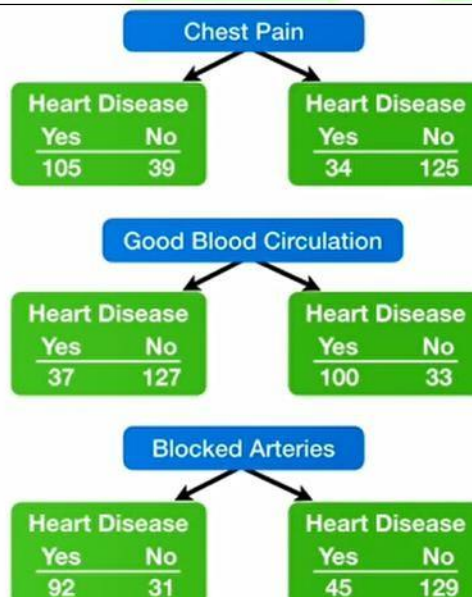 Chest Pain
Heart Disease Heart Disease
Yes No Yes No
105 39 34 125
Good Blood Circulation
Heart Disease Heart Disease
Yes No Yes No
37 127 100 33
Blocked Arteries
Heart Disease Heart Disease
Yes No Yes No
92 31 45 129